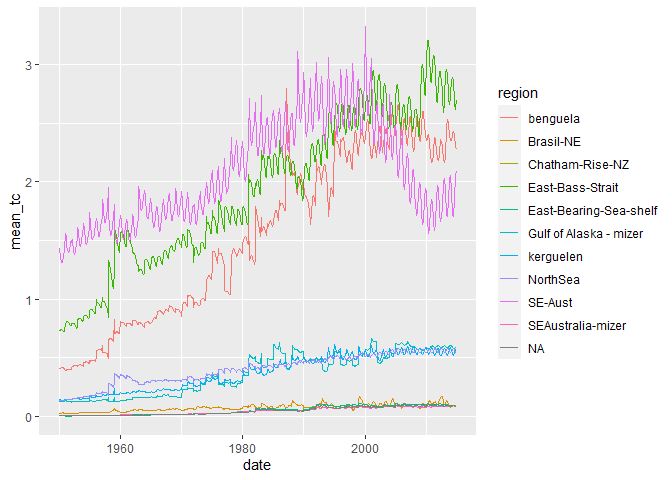 3
2
1
0
mean_tc
1960
1980
2000
date
region
benguela
Brasil-NE
Chatham-Rise-NZ
East-Bass-Strait
East-Bearing-Sea-shelf
Gulf of Alaska - mizer
kerguelen
NorthSea
SE-Aust
SEAustralia-mizer
NA